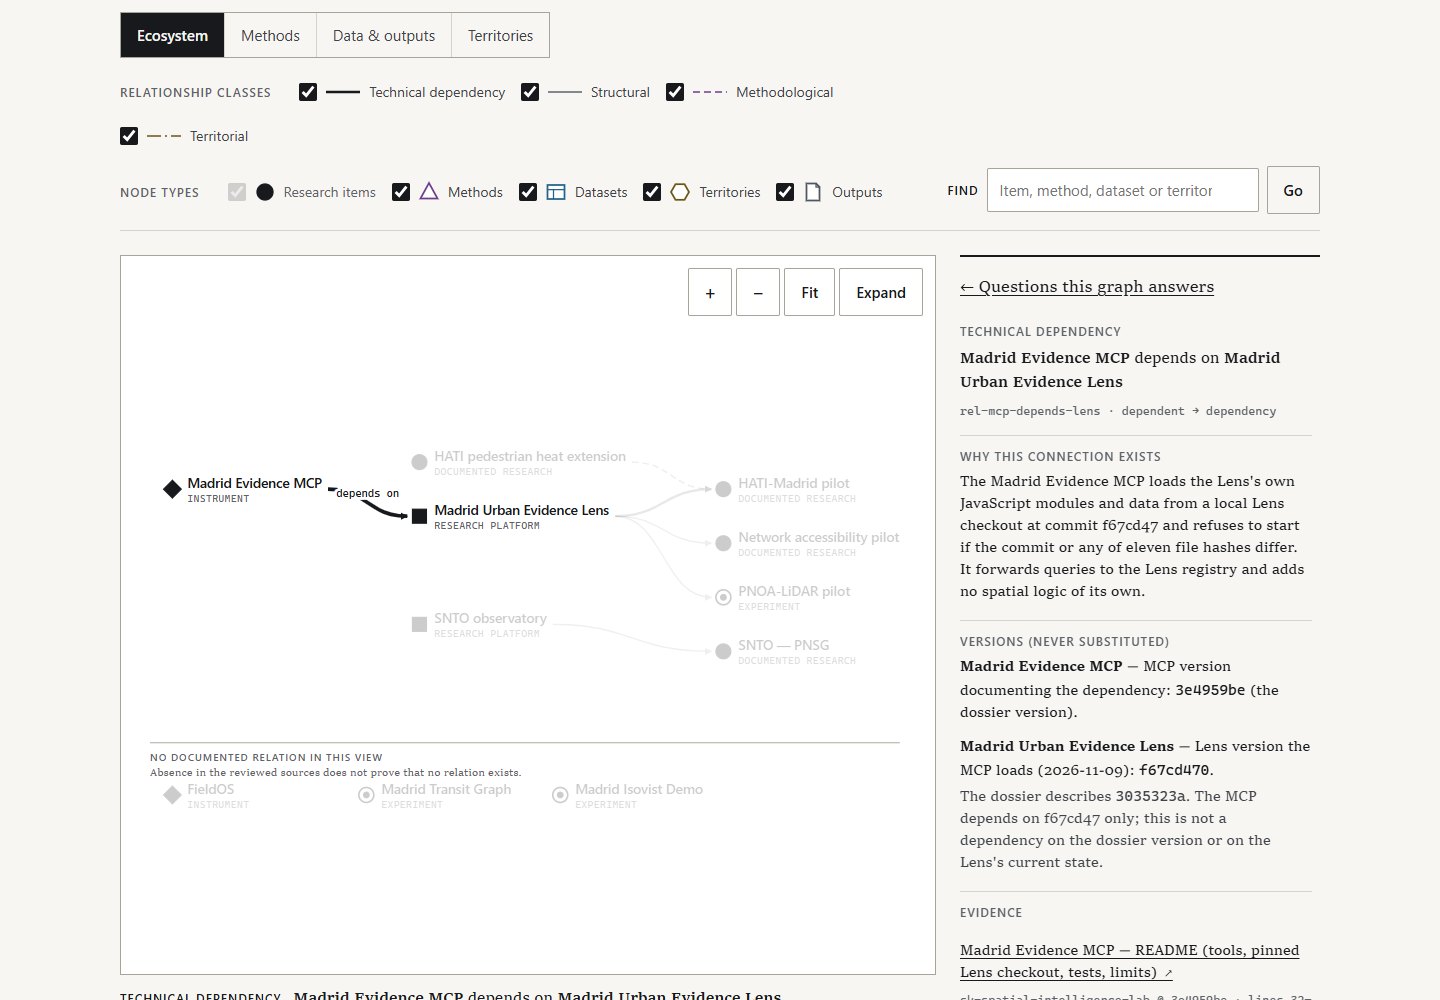 Ecosystem Methods Data & outputs Territories
RELATIONSHIP CLASSES Technical dependency Structural Methodological
Territorial
NODE TYPES Research items Methods Datasets Territories Outputs FIND Item, method, dataset or territor Go
+ − Fit Expand
HATI pedestrian heat extension
DOCUMENTED RESEARCH
Madrid Evidence MCP
INSTRUMENT
depends on
HATI-Madrid pilot
DOCUMENTED RESEARCH
Madrid Urban Evidence Lens
RESEARCH PLATFORM
Network accessibility pilot
DOCUMENTED RESEARCH
PNOA-LiDAR pilot
EXPERIMENT
SNTO observatory
RESEARCH PLATFORM
SNTO — PNSG
DOCUMENTED RESEARCH
NO DOCUMENTED RELATION IN THIS VIEW
Absence in the reviewed sources does not prove that no relation exists.
FieldOS Madrid Transit Graph Madrid Isovist Demo
INSTRUMENT EXPERIMENT EXPERIMENT
TECHNICAL DEPENDENCY Madrid Evidence MCP depends on Madrid Urban Evidence Lens
← Questions this graph answers
TECHNICAL DEPENDENCY
Madrid Evidence MCP depends on Madrid
Urban Evidence Lens
rel-mcp-depends-lens · dependent → dependency
WHY THIS CONNECTION EXISTS
The Madrid Evidence MCP loads the Lens's own
JavaScript modules and data from a local Lens
checkout at commit f67cd47 and refuses to start
if the commit or any of eleven file hashes differ.
It forwards queries to the Lens registry and adds
no spatial logic of its own.
VERSIONS (NEVER SUBSTITUTED)
Madrid Evidence MCP — MCP version
documenting the dependency: 3e4959be (the
dossier version).
Madrid Urban Evidence Lens — Lens version the
MCP loads (2026-11-09): f67cd470.
The dossier describes 3035323a. The MCP
depends on f67cd47 only; this is not a
dependency on the dossier version or on the
Lens's current state.
EVIDENCE
Madrid Evidence MCP — README (tools, pinned
Lens checkout, tests, limits) ↗